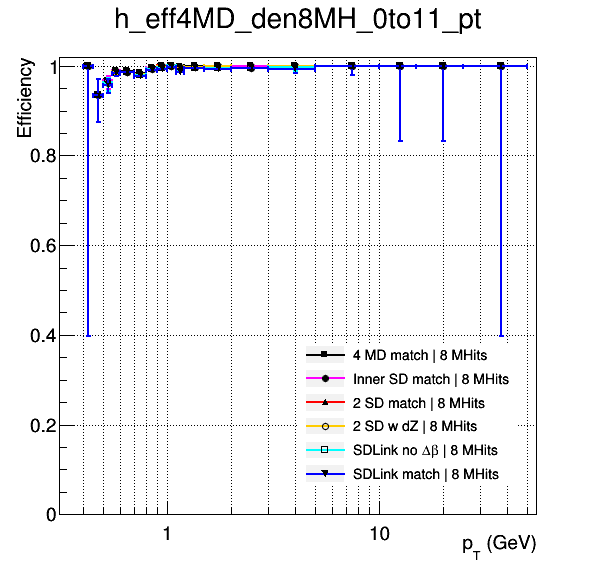 h_eff4MD_den8MH_0to11_pt
Efficiency
1
0.8
0.6
0.4
0.2
0
4 MD match | 8 MHits
Inner SD match | 8 MHits
2 SD match | 8 MHits
2 SD w dZ | 8 MHits
SDLink no Δβ | 8 MHits
SDLink match | 8 MHits
1
10
p_T (GeV)